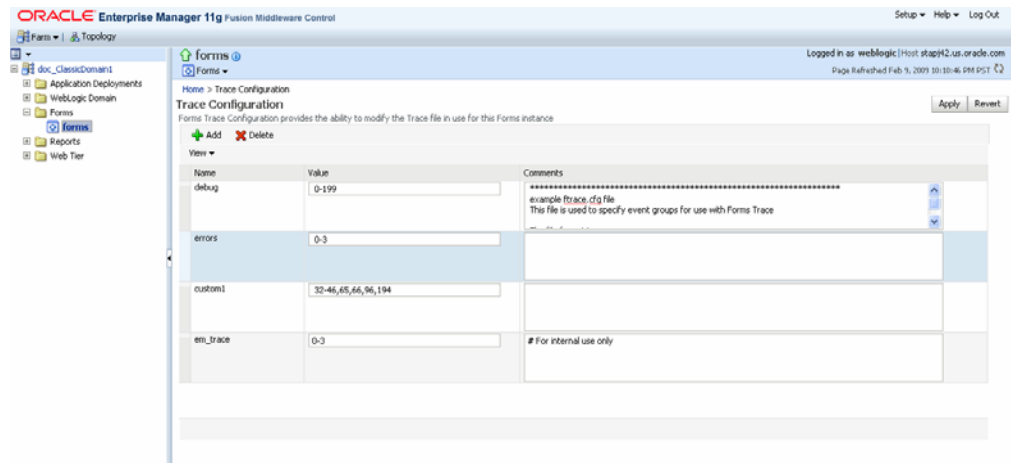 ORACLE Enterprise Manager 11g Fusion Middleware Control
Setup Help Log Out
Farm Topology
doc_ClassicDomain1
Application Deployments
WebLogic Domain
Forms
forms
Reports
Web Tier
forms
Forms
Logged in as weblogic|Host stapj42.us.oracle.com
Page Refreshed Feb 9, 2009 10:10:46 PM PST
Home > Trace Configuration
Trace Configuration
Apply Revert
Forms Trace Configuration provides the ability to modify the Trace file in use for this Forms instance
Add Delete
View
Name Value Comments
debug 0-199
example ftrace.cfg file
This file is used to specify event groups for use with Forms Trace
errors 0-3
custom1 32-46,65,66,96,194
em_trace 0-3 # For internal use only